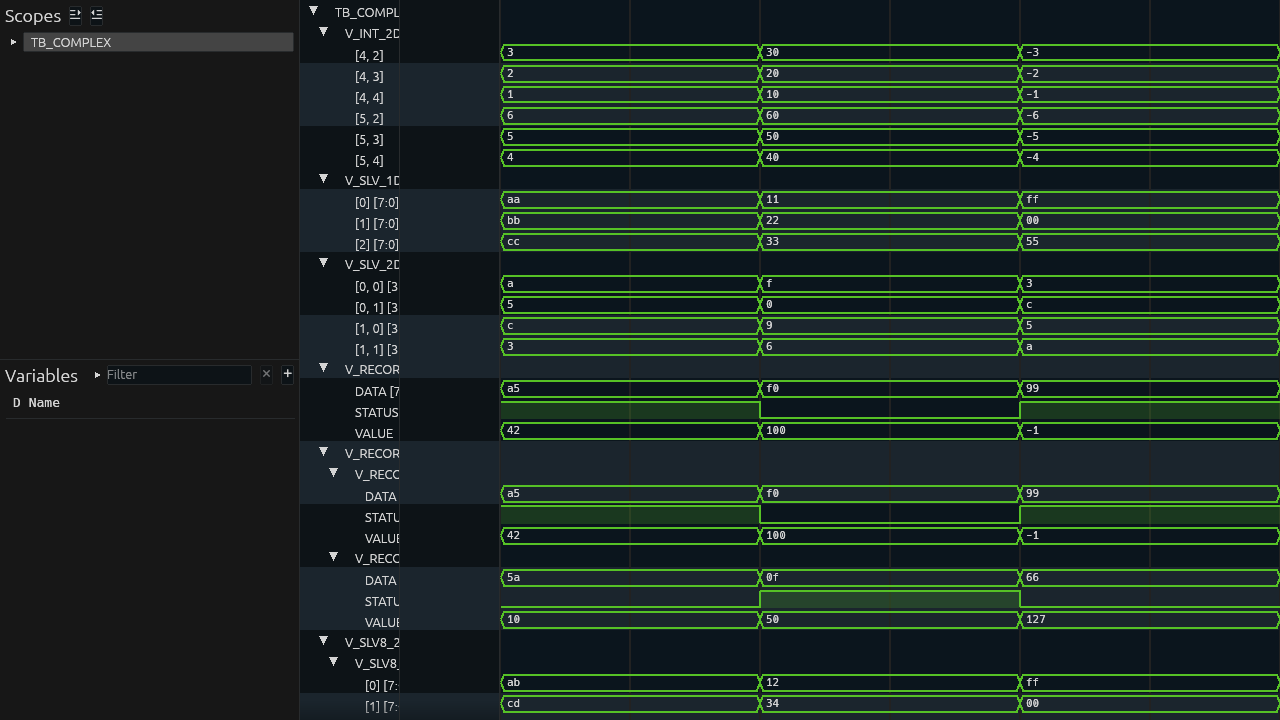 Scopes
TB_COMPLEX
Variables Filter × +
D Name
TB_COMPL
V_INT_2D
[4, 2] 3 30 -3
[4, 3] 2 20 -2
[4, 4] 1 10 -1
[5, 2] 6 60 -6
[5, 3] 5 50 -5
[5, 4] 4 40 -4
V_SLV_1D
[0] [7:0] aa 11 ff
[1] [7:0] bb 22 00
[2] [7:0] cc 33 55
V_SLV_2D
[0, 0] [3 a f 3
[0, 1] [3 5 0 c
[1, 0] [3 c 9 5
[1, 1] [3 3 6 a
V_RECOR
DATA [7 a5 f0 99
STATUS
VALUE 42 100 -1
V_RECOR
V_RECC
DATA a5 f0 99
STATU
VALUE 42 100 -1
V_RECC
DATA 5a 0f 66
STATU
VALUE 10 50 127
V_SLV8_2
V_SLV8_
[0] [7: ab 12 ff
[1] [7: cd 34 00